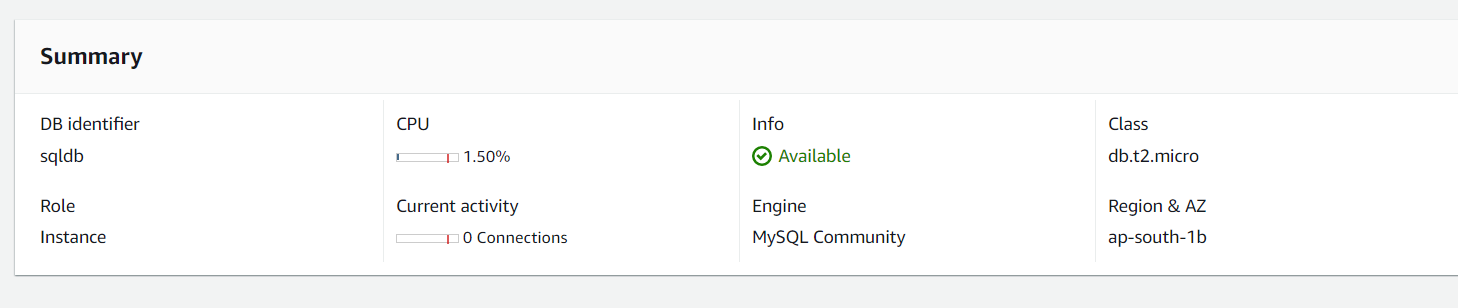 Summary
DB identifier
sqldb
CPU
1.50%
Info
Available
Class
db.t2.micro
Role
Instance
Current activity
0 Connections
Engine
MySQL Community
Region & AZ
ap-south-1b